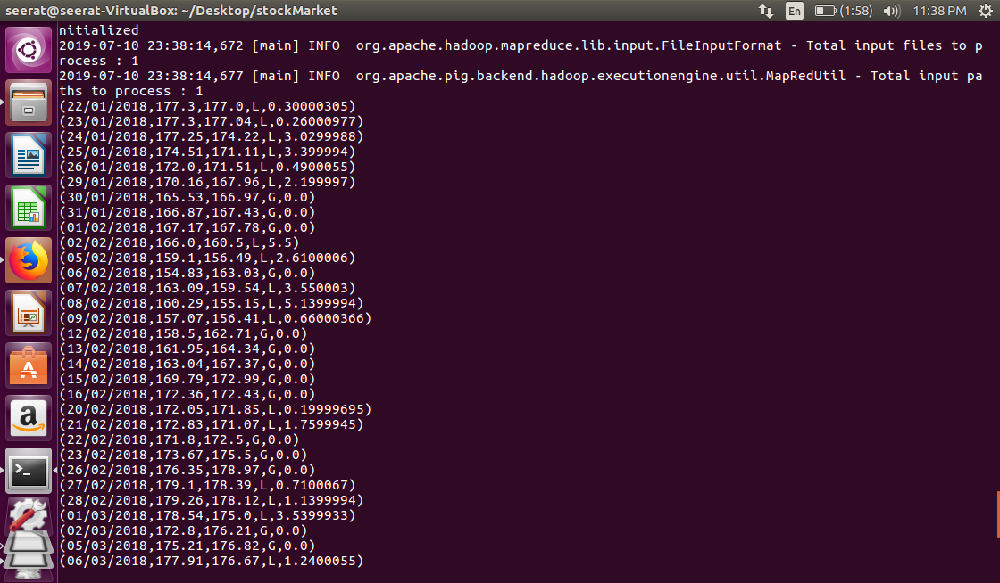 seerat@seerat-VirtualBox: ~/Desktop/stockMarket
En
(1:58)
11:38 PM
nitialized
2019-07-10 23:38:14,672 [main] INFO  org.apache.hadoop.mapreduce.lib.input.FileInputFormat - Total input files to p
rocess : 1
2019-07-10 23:38:14,677 [main] INFO  org.apache.pig.backend.hadoop.executionengine.util.MapRedUtil - Total input pa
ths to process : 1
(22/01/2018,177.3,177.0,L,0.30000305)
(23/01/2018,177.3,177.04,L,0.26000977)
(24/01/2018,177.25,174.22,L,3.0299988)
(25/01/2018,174.51,171.11,L,3.399994)
(26/01/2018,172.0,171.51,L,0.4900055)
(29/01/2018,170.16,167.96,L,2.199997)
(30/01/2018,165.53,166.97,G,0.0)
(31/01/2018,166.87,167.43,G,0.0)
(01/02/2018,167.17,167.78,G,0.0)
(02/02/2018,166.0,160.5,L,5.5)
(05/02/2018,159.1,156.49,L,2.6100006)
(06/02/2018,154.83,163.03,G,0.0)
(07/02/2018,163.09,159.54,L,3.550003)
(08/02/2018,160.29,155.15,L,5.1399994)
(09/02/2018,157.07,156.41,L,0.66000366)
(12/02/2018,158.5,162.71,G,0.0)
(13/02/2018,161.95,164.34,G,0.0)
(14/02/2018,163.04,167.37,G,0.0)
(15/02/2018,169.79,172.99,G,0.0)
(16/02/2018,172.36,172.43,G,0.0)
(20/02/2018,172.05,171.85,L,0.19999695)
(21/02/2018,172.83,171.07,L,1.7599945)
(22/02/2018,171.8,172.5,G,0.0)
(23/02/2018,173.67,175.5,G,0.0)
(26/02/2018,176.35,178.97,G,0.0)
(27/02/2018,179.1,178.39,L,0.7100067)
(28/02/2018,179.26,178.12,L,1.1399994)
(01/03/2018,178.54,175.0,L,3.5399933)
(02/03/2018,172.8,176.21,G,0.0)
(05/03/2018,175.21,176.82,G,0.0)
(06/03/2018,177.91,176.67,L,1.2400055)